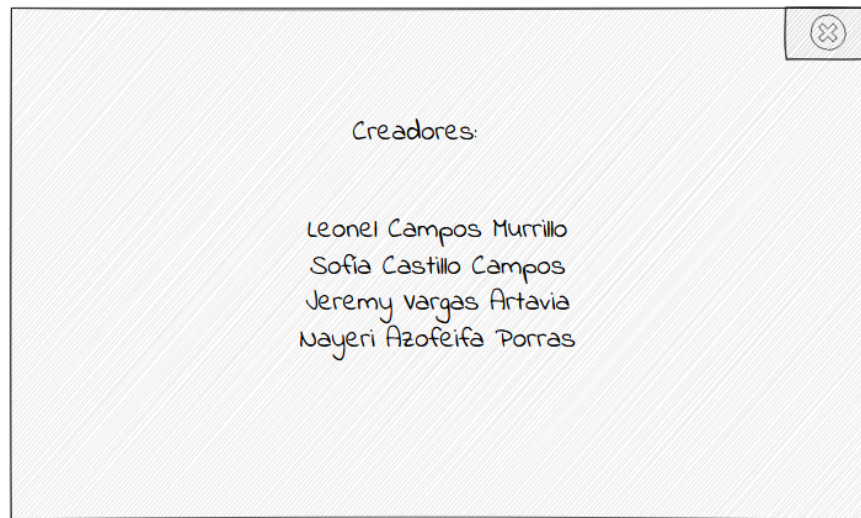 Creadores:
Leonel Campos Murrillo
Sofía Castillo Campos
Jeremy Vargas Artavia
Nayeri Azofeifa Porras